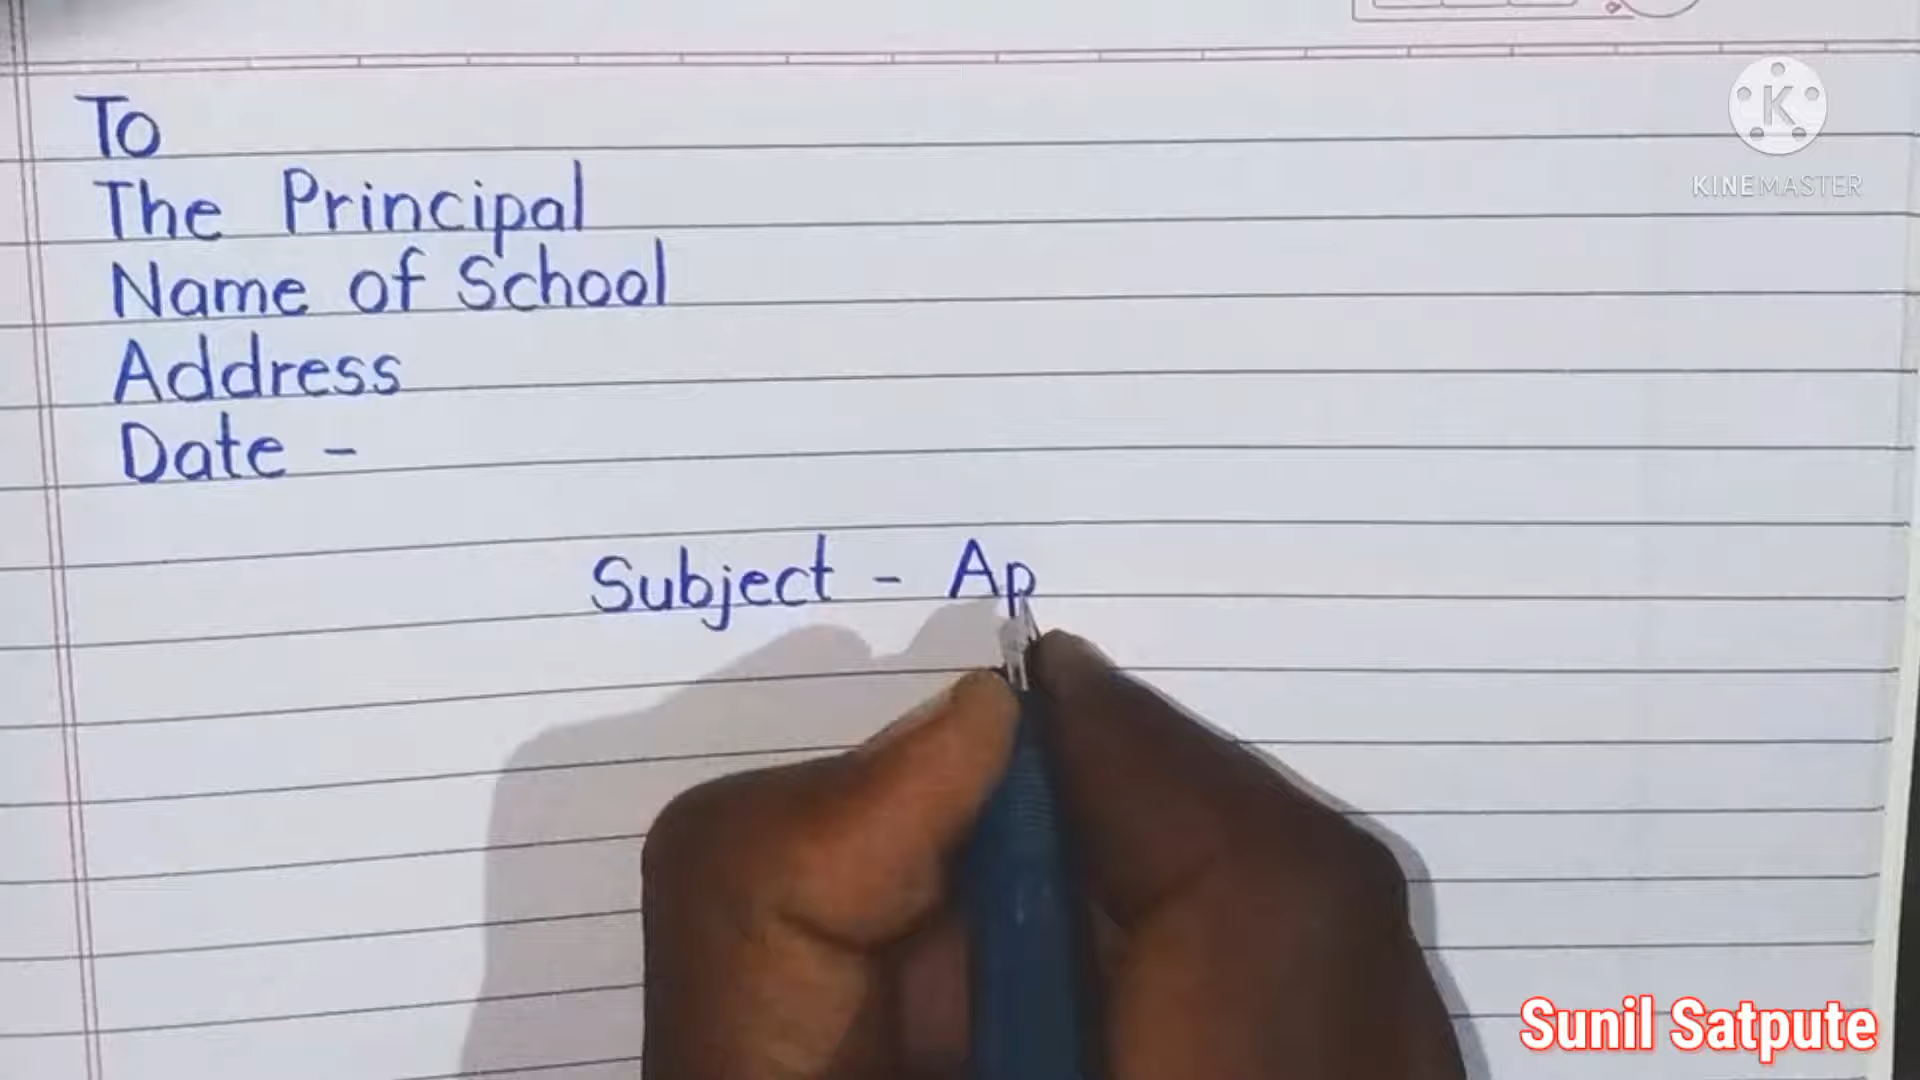 To
The Principal
Name of School
Address
Date -
Subject - Ap
KINEMASTER
Sunil Satpute